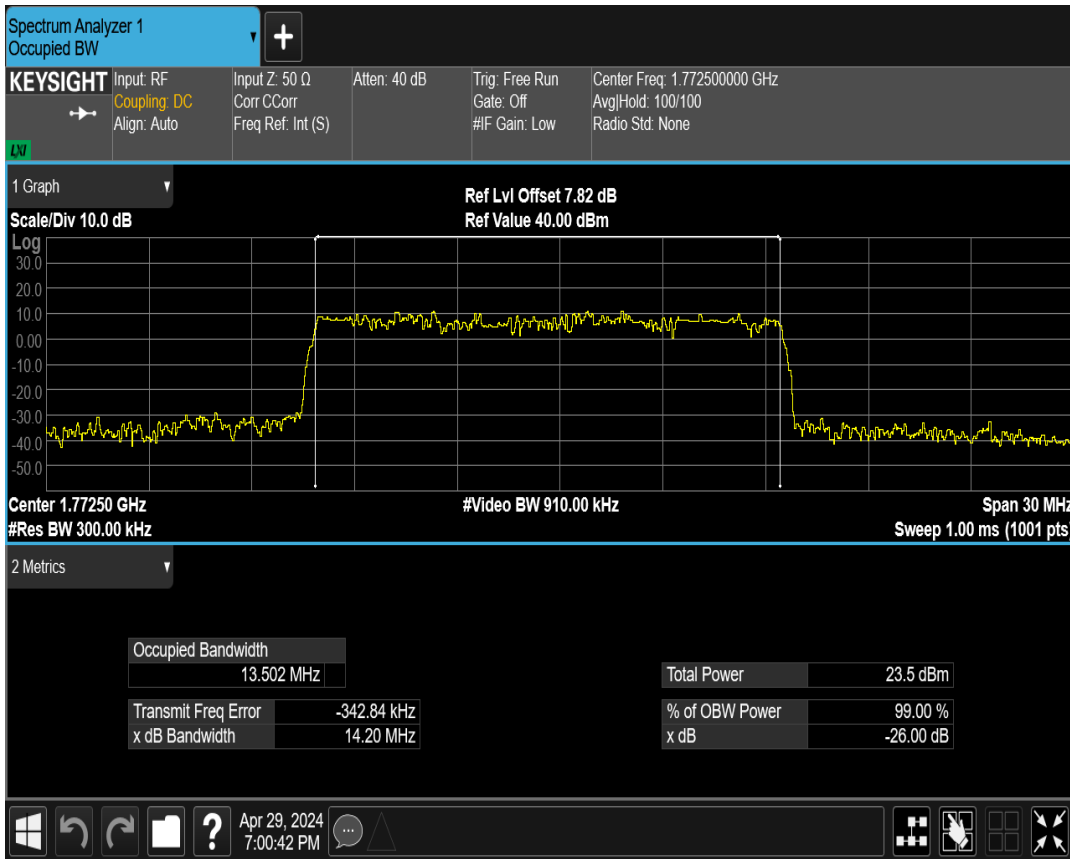 Spectrum Analyzer 1
Occupied BW
KEYSIGHT
LXI
Input: RF
Coupling: DC
Align: Auto
Input Z: 50 Ω
Corr CCorr
Freq Ref: Int (S)
Atten: 40 dB
Trig: Free Run
Gate: Off
#IF Gain: Low
Center Freq: 1.772500000 GHz
Avg|Hold: 100/100
Radio Std: None
1 Graph
Scale/Div 10.0 dB
Ref Lvl Offset 7.82 dB
Ref Value 40.00 dBm
Log
30.0
20.0
10.0
0.00
-10.0
-20.0
-30.0
-40.0
-50.0
Center 1.77250 GHz
#Video BW 910.00 kHz
Span 30 MHz
#Res BW 300.00 kHz
Sweep 1.00 ms (1001 pts)
2 Metrics
Occupied Bandwidth
13.502 MHz
Transmit Freq Error -342.84 kHz
x dB Bandwidth 14.20 MHz
Total Power 23.5 dBm
% of OBW Power 99.00 %
x dB -26.00 dB
Apr 29, 2024
7:00:42 PM